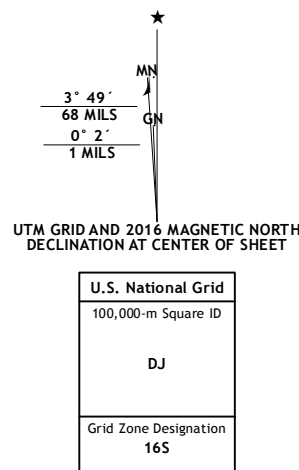 MN
3° 49´
68 MILS
GN
0° 2´
1 MILS
UTM GRID AND 2016 MAGNETIC NORTH
DECLINATION AT CENTER OF SHEET
U.S. National Grid
100,000-m Square ID
DJ
Grid Zone Designation
16S